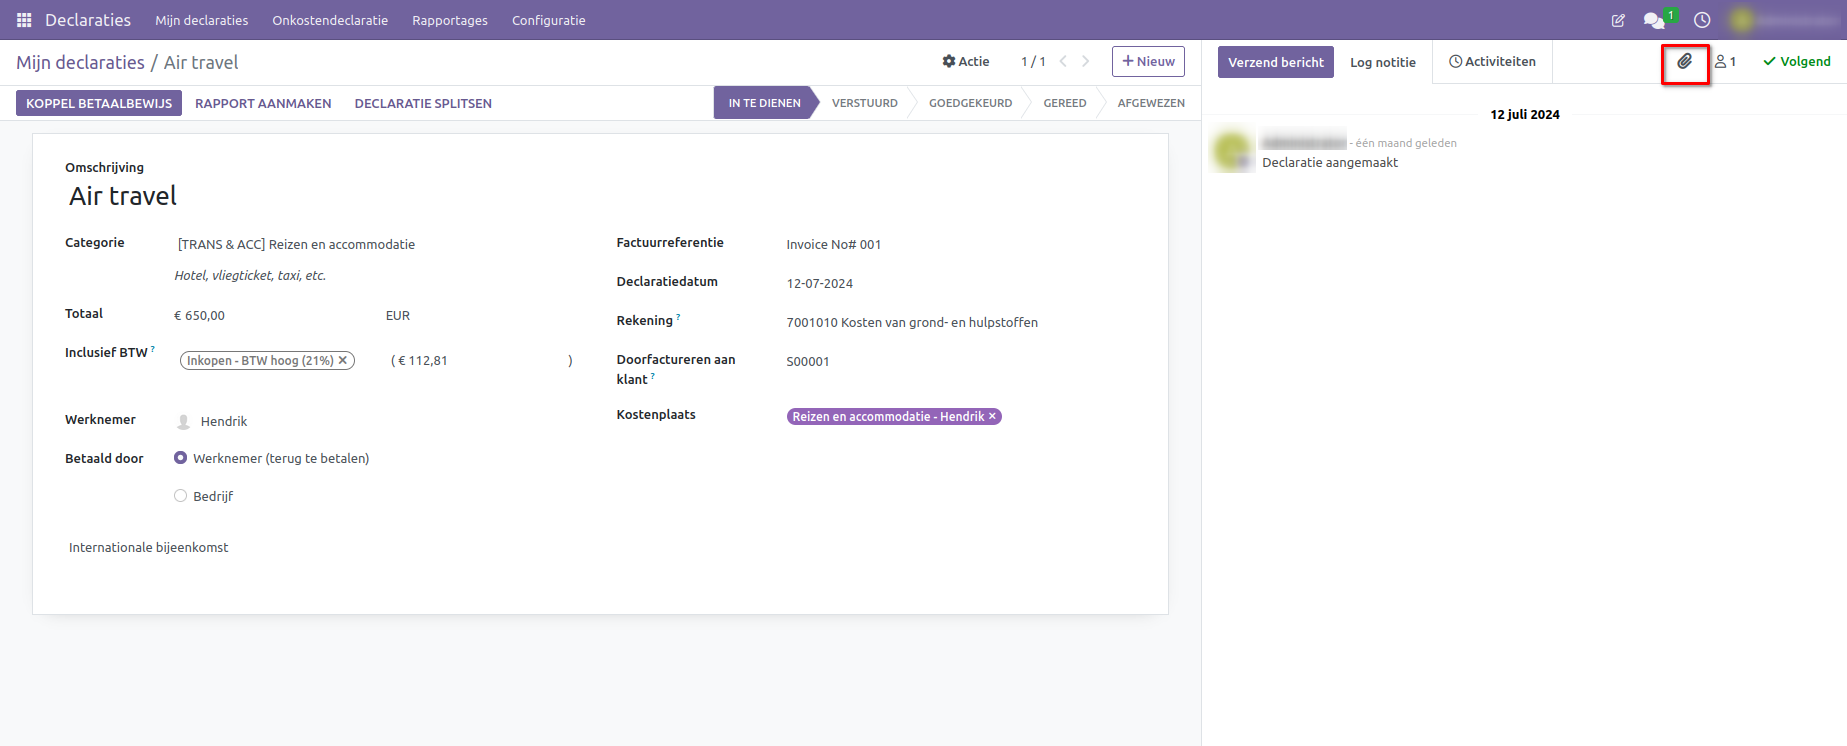 Declaraties Mijn declaraties Onkostendeclaratie Rapportages Configuratie 1
Mijn declaraties / Air travel Actie 1 / 1 Nieuw
KOPPEL BETAALBEWIJS RAPPORT AANMAKEN DECLARATIE SPLITSEN IN TE DIENEN VERSTUURD GOEDGEKEURD GEREED AFGEWEZEN
Omschrijving
Air travel
Categorie [TRANS & ACC] Reizen en accommodatie
Hotel, vliegticket, taxi, etc.
Totaal € 650,00 EUR
Inclusief BTW ? Inkopen - BTW hoog (21%) × ( € 112,81 )
Werknemer Hendrik
Betaald door Werknemer (terug te betalen)
Bedrijf
Internationale bijeenkomst
Factuurreferentie Invoice No# 001
Declaratiedatum 12-07-2024
Rekening ? 7001010 Kosten van grond- en hulpstoffen
Doorfactureren aan
klant ? S00001
Kostenplaats Reizen en accommodatie - Hendrik ×
Verzend bericht Log notitie Activiteiten 1 Volgend
12 juli 2024
- één maand geleden
Declaratie aangemaakt